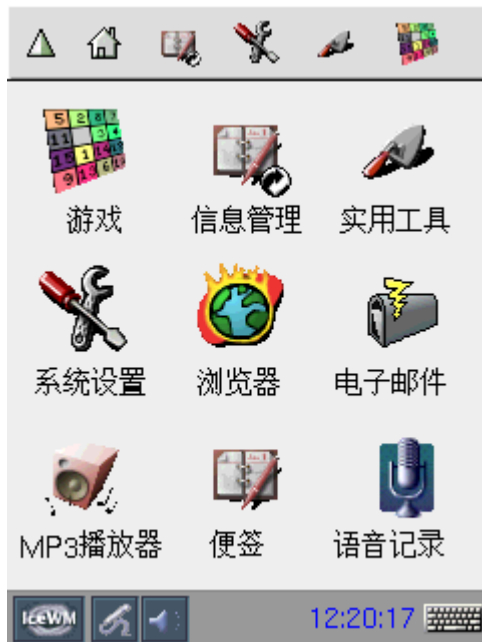 游戏 信息管理 实用工具
系统设置 浏览器 电子邮件
MP3播放器 便签 语音记录
IceWM 12:20:17